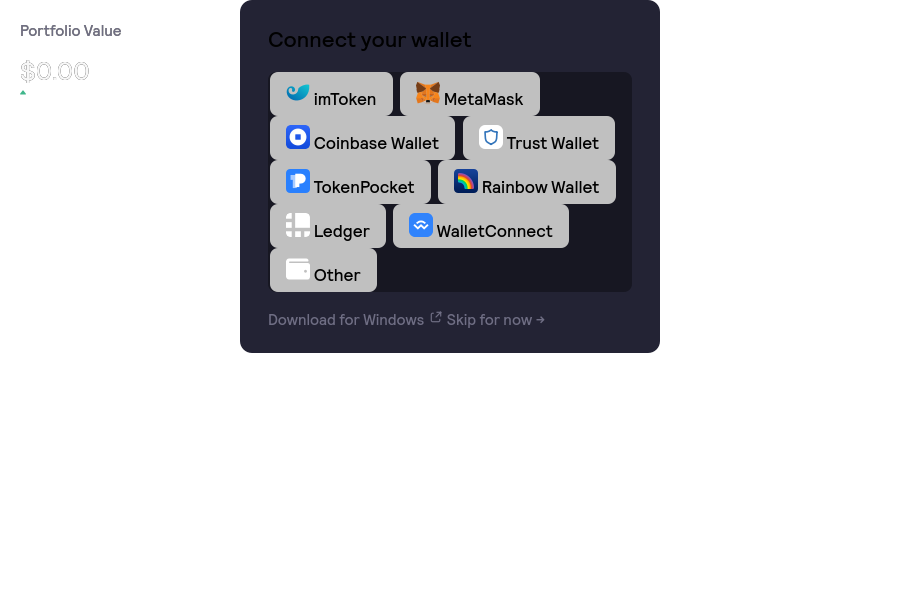 Portfolio Value
$0.00
Connect your wallet
imToken
MetaMask
Coinbase Wallet
Trust Wallet
TokenPocket
Rainbow Wallet
Ledger
WalletConnect
Other
Download for Windows
Skip for now →